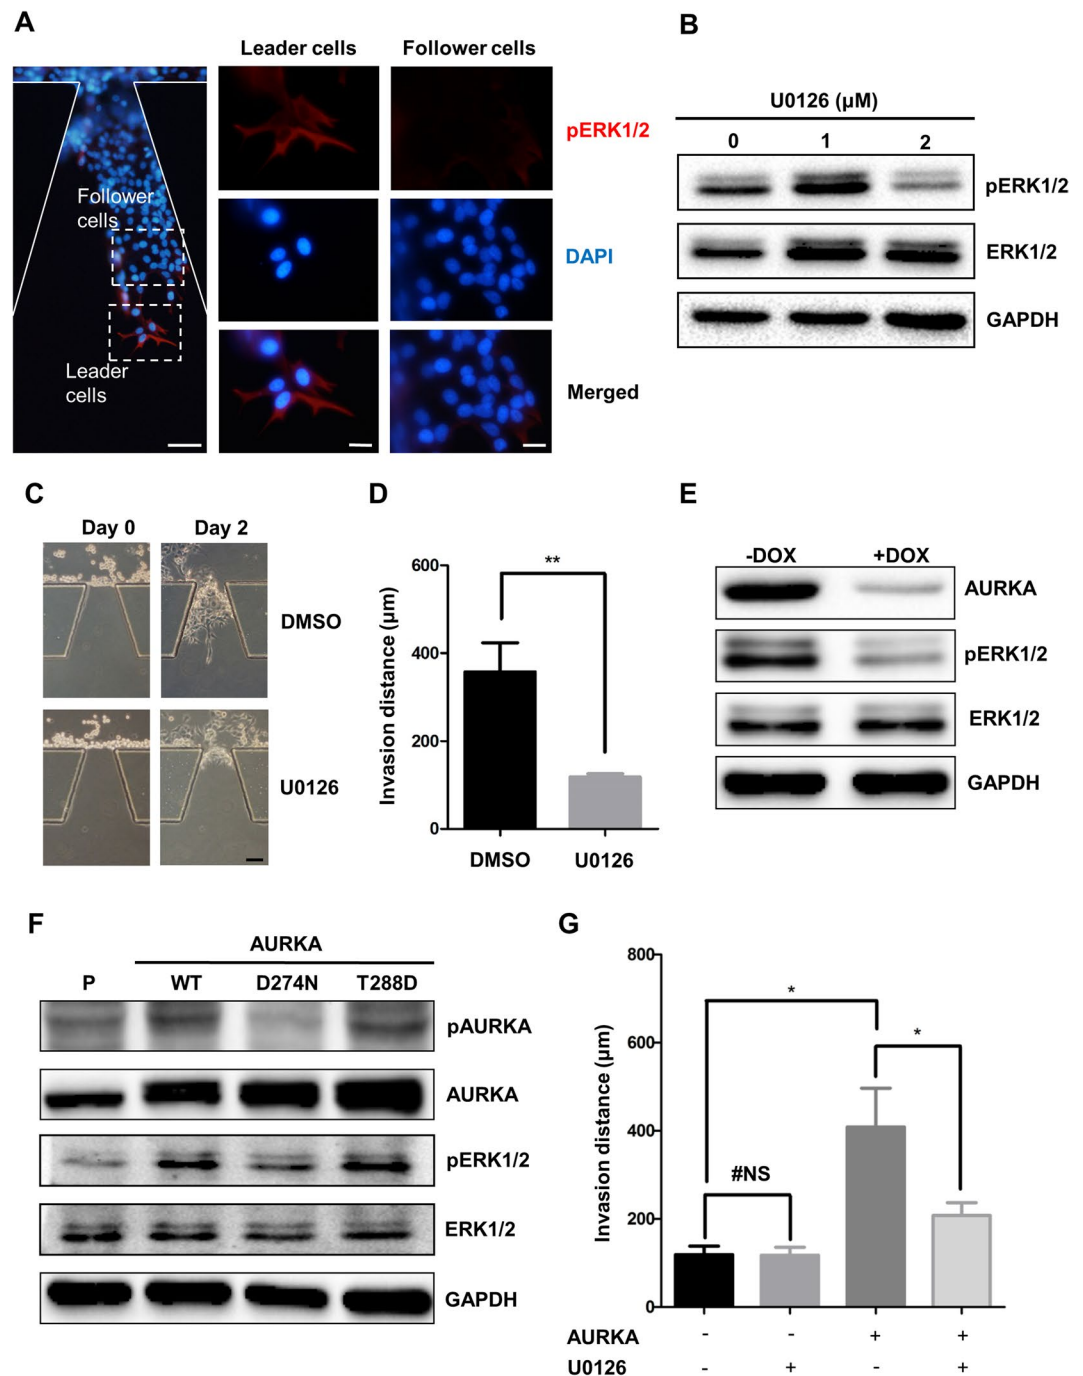 A
Leader cells
Follower cells
Follower
cells
Leader
cells
pERK1/2
DAPI
Merged
B
U0126 (µM)
0 1 2
pERK1/2
ERK1/2
GAPDH
C
Day 0 Day 2
DMSO
U0126
D
Invasion distance (µm)
600
400
200
0
**
DMSO U0126
E
-DOX +DOX
AURKA
pERK1/2
ERK1/2
GAPDH
F
AURKA
P WT D274N T288D
pAURKA
AURKA
pERK1/2
ERK1/2
GAPDH
G
Invasion distance (µm)
800
600
400
200
0
*
*
#NS
AURKA - - + +
U0126 - + - +